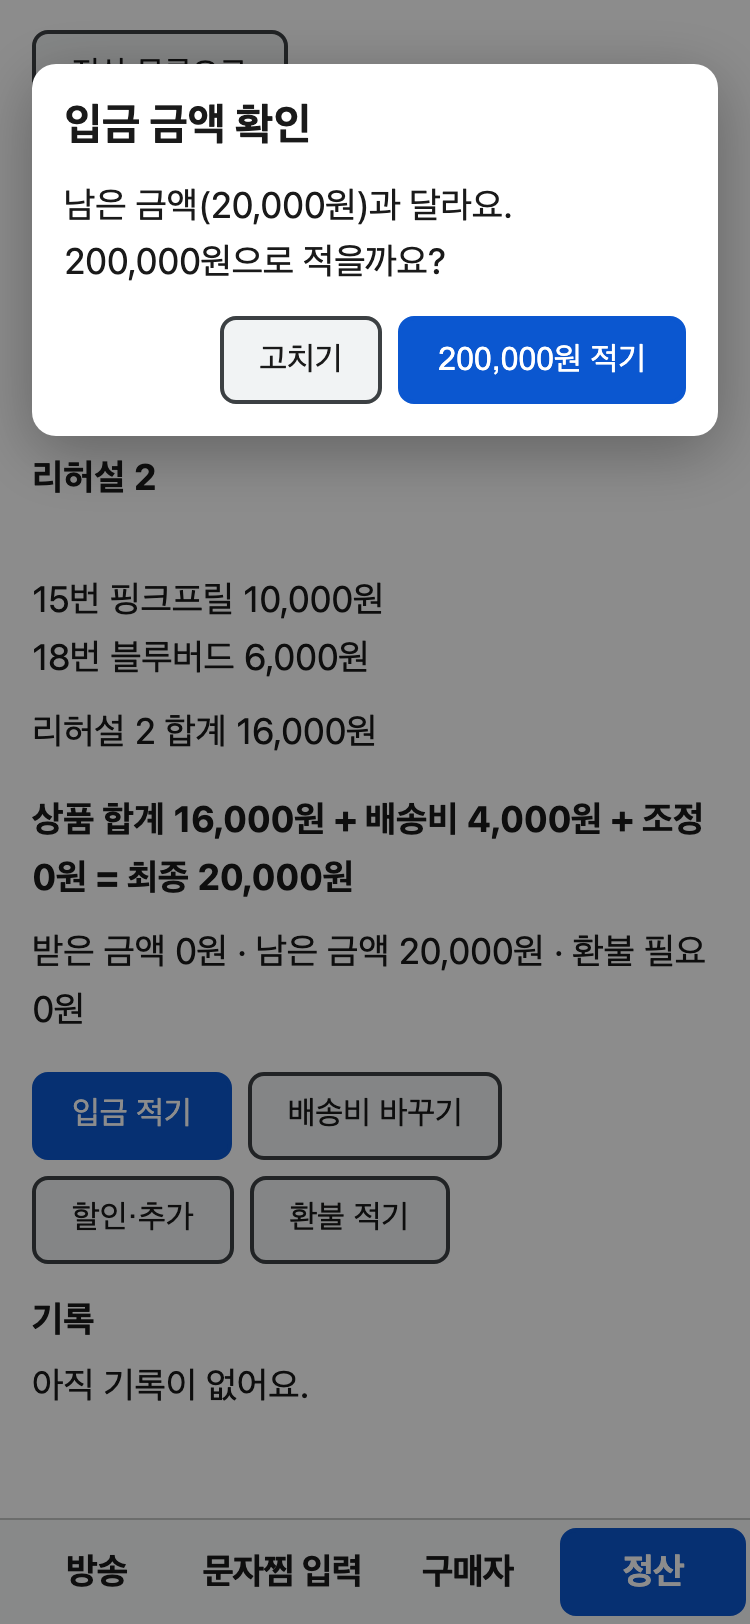 입금 금액 확인
남은 금액(20,000원)과 달라요.
200,000원으로 적을까요?
고치기
200,000원 적기
리허설 2
15번 핑크프릴 10,000원
18번 블루버드 6,000원
리허설 2 합계 16,000원
상품 합계 16,000원 + 배송비 4,000원 + 조정
0원 = 최종 20,000원
받은 금액 0원 · 남은 금액 20,000원 · 환불 필요
0원
입금 적기
배송비 바꾸기
할인·추가
환불 적기
기록
아직 기록이 없어요.
방송
문자찜 입력
구매자
정산